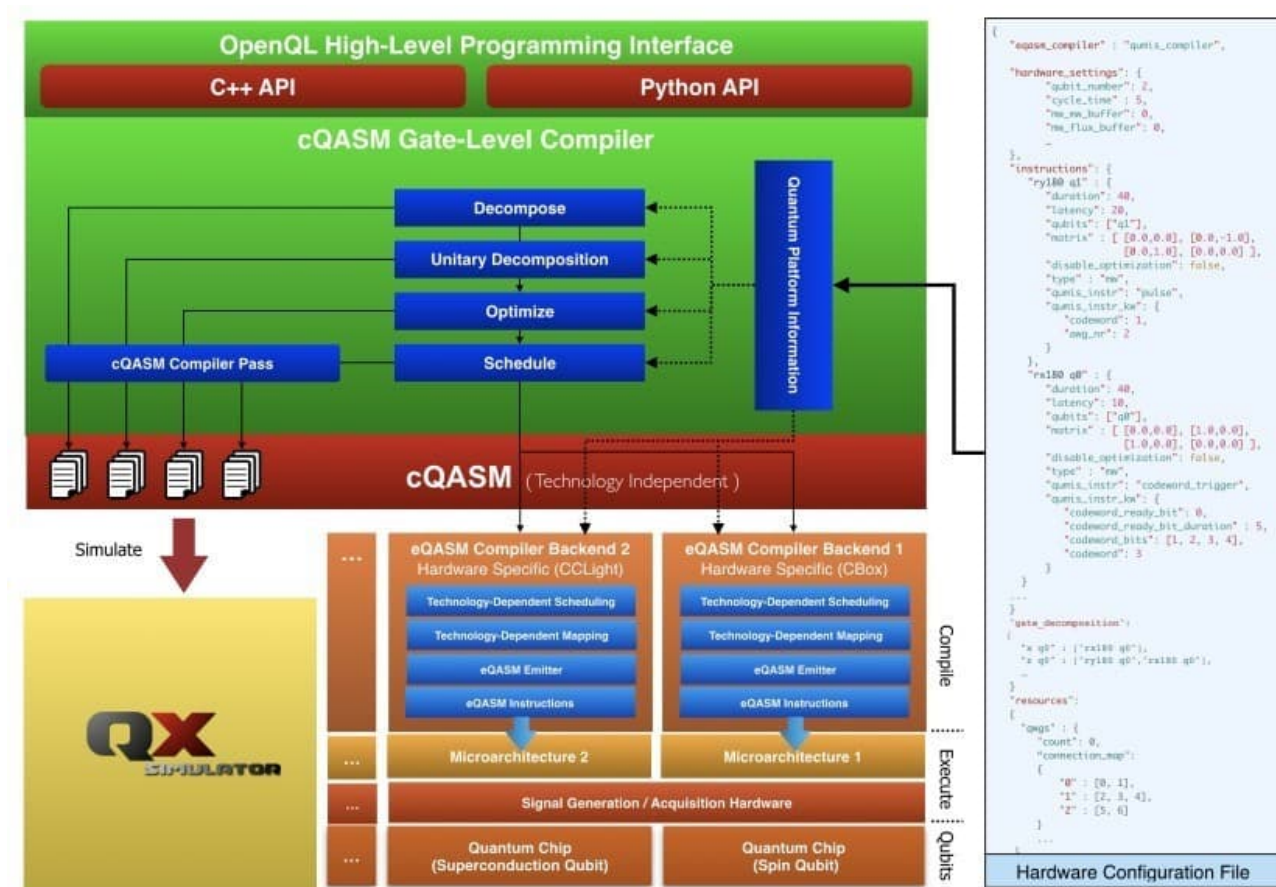 OpenQL High-Level Programming Interface
C++ API
Python API
cQASM Gate-Level Compiler
Decompose
Unitary Decomposition
Optimize
cQASM Compiler Pass
Schedule
Quantum Platform Information
cQASM ( Technology Independent )
Simulate
QX
SIMULATOR
...
eQASM Compiler Backend 2
Hardware Specific (CCLight)
Technology-Dependent Scheduling
Technology-Dependent Mapping
eQASM Emitter
eQASM Instructions
eQASM Compiler Backend 1
Hardware Specific (CBox)
Technology-Dependent Scheduling
Technology-Dependent Mapping
eQASM Emitter
eQASM Instructions
Compile
...
Microarchitecture 2
Microarchitecture 1
Execute
...
Signal Generation / Acquisition Hardware
...
Quantum Chip
(Superconduction Qubit)
Quantum Chip
(Spin Qubit)
Qubits
{
"eqasm_compiler" : "qumis_compiler",
"hardware_settings": {
"qubit_number": 2,
"cycle_time" : 5,
"mw_mw_buffer": 0,
"mw_flux_buffer": 0,
…
},
"instructions": {
"ry180 q1" : {
"duration": 40,
"latency": 20,
"qubits": ["q1"],
"matrix" : [ [0.0,0.0], [0.0,-1.0],
[0.0,1.0], [0.0,0.0] ],
"disable_optimization": false,
"type" : "mw",
"qumis_instr": "pulse",
"qumis_instr_kw": {
"codeword": 1,
"awg_nr": 2
}
},
"rx180 q0" : {
"duration": 40,
"latency": 10,
"qubits": ["q0"],
"matrix" : [ [0.0,0.0], [1.0,0.0],
[1.0,0.0], [0.0,0.0] ],
"disable_optimization": false,
"type" : "mw",
"qumis_instr": "codeword_trigger",
"qumis_instr_kw": {
"codeword_ready_bit": 0,
"codeword_ready_bit_duration" : 5,
"codeword_bits": [1, 2, 3, 4],
"codeword": 3
}
}
...
}
"gate_decomposition":
{
"x q0" : ["rx180 q0"],
"z q0" : ["ry180 q0","rx180 q0"],
…
}
"resources":
{
"qwgs" : {
"count": 0,
"connection_map":
{
"0" : [0, 1],
"1" : [2, 3, 4],
"2" : [5, 6]
}
...
Hardware Configuration File